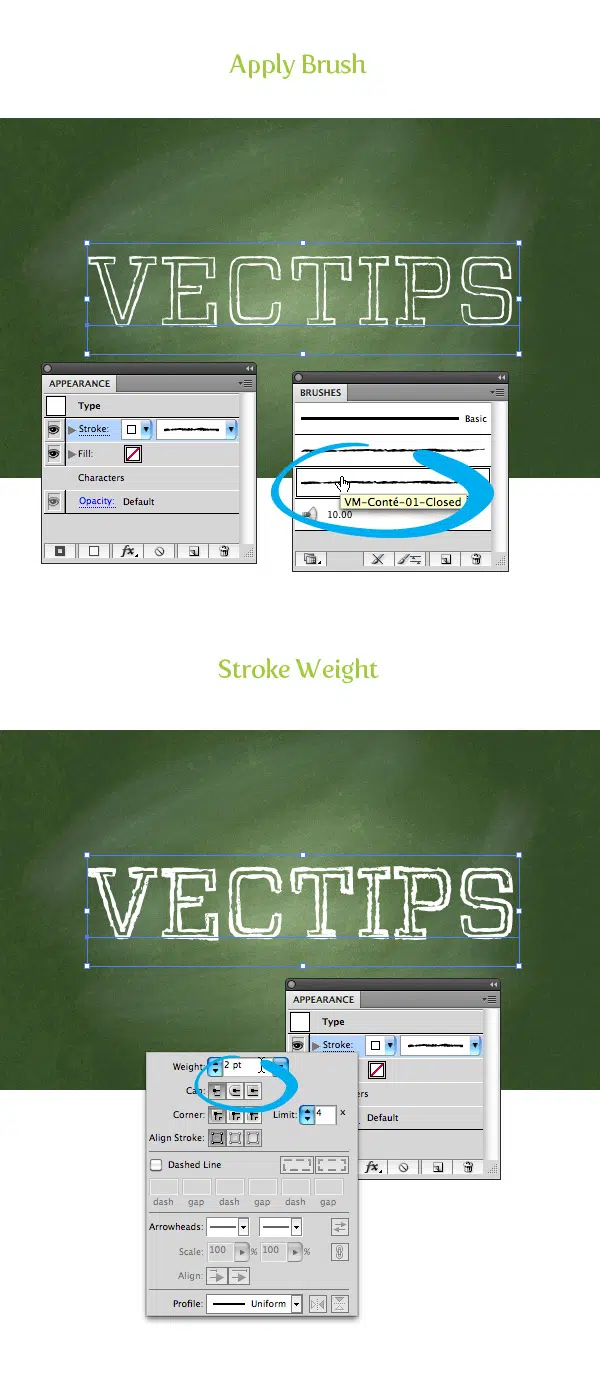 Apply Brush
VECTIPS
APPEARANCE
Type
Stroke:
Fill:
Characters
Opacity: Default
fx
BRUSHES
Basic
VM-Conté-01-Closed
10.00
Stroke Weight
VECTIPS
APPEARANCE
Type
Stroke:
ers
Default
fx
Weight: 2 pt
Cap:
Corner: Limit: 4 x
Align Stroke:
Dashed Line
dash gap dash gap dash gap
Arrowheads:
Scale: 100 % 100 %
Align:
Profile: Uniform